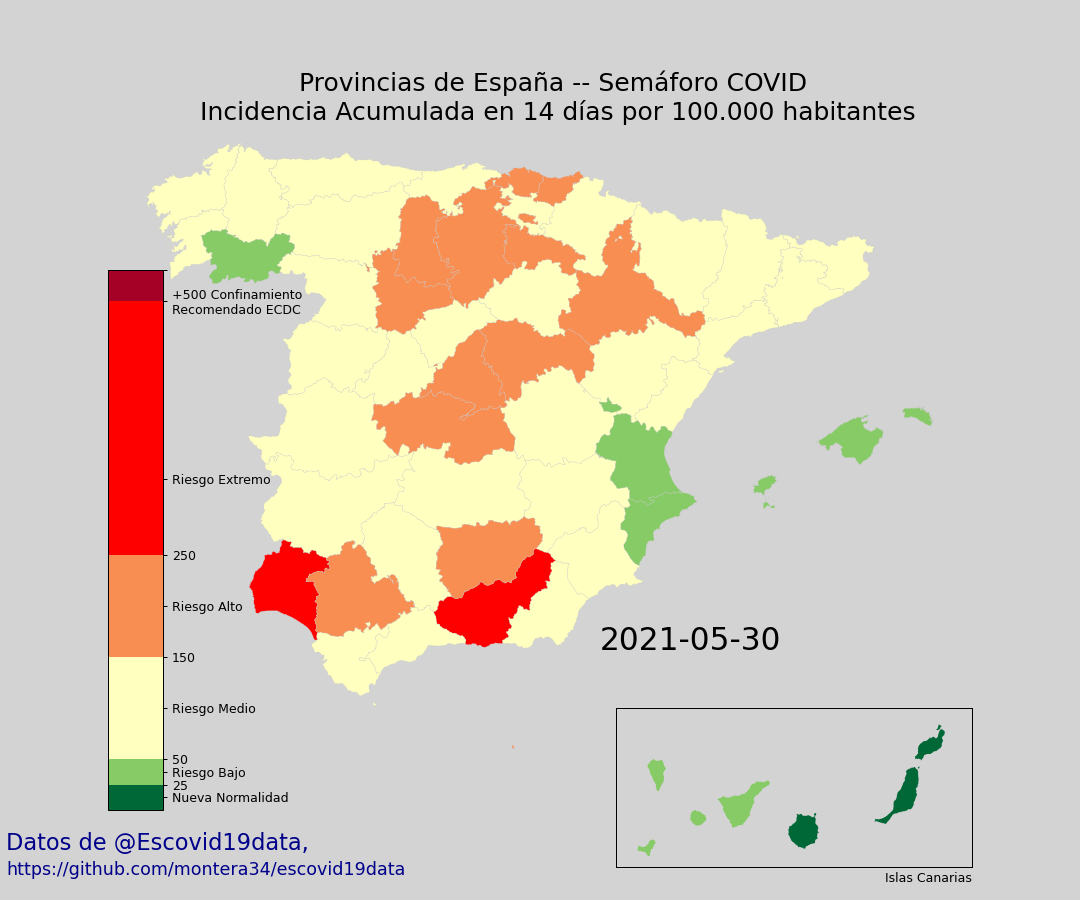 Provincias de España -- Semáforo COVID
Incidencia Acumulada en 14 días por 100.000 habitantes
+500 Confinamiento
Recomendado ECDC
Riesgo Extremo
250
Riesgo Alto
150
2021-05-30
Riesgo Medio
50
Riesgo Bajo
25
Nueva Normalidad
Datos de @Escovid19data,
https://github.com/montera34/escovid19data
Islas Canarias